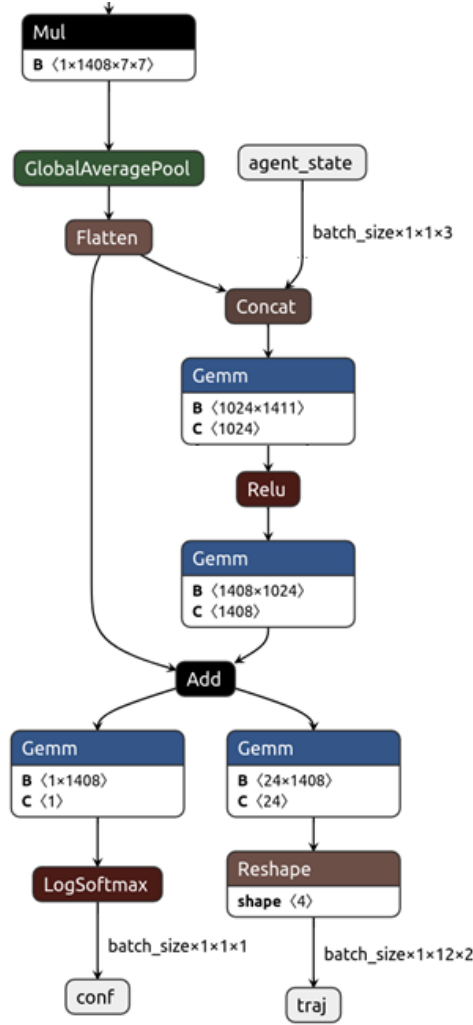 Mul
B ⟨1×1408×7×7⟩
GlobalAveragePool
agent_state
batch_size×1×1×3
Flatten
Concat
Gemm
B ⟨1024×1411⟩
C ⟨1024⟩
Relu
Gemm
B ⟨1408×1024⟩
C ⟨1408⟩
Add
Gemm
B ⟨1×1408⟩
C ⟨1⟩
Gemm
B ⟨24×1408⟩
C ⟨24⟩
LogSoftmax
Reshape
shape ⟨4⟩
batch_size×1×1×1
batch_size×1×12×2
conf
traj